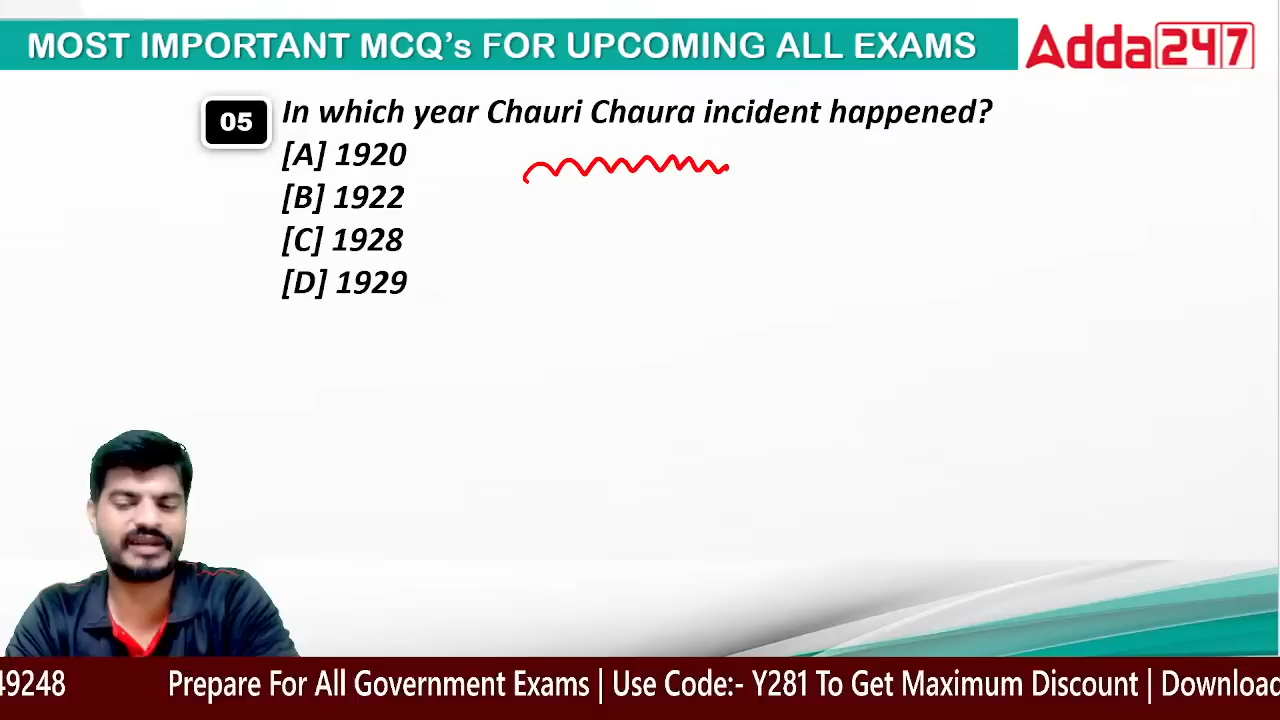 MOST IMPORTANT MCQ's FOR UPCOMING ALL EXAMS
Adda247
05
In which year Chauri Chaura incident happened?
[A] 1920
[B] 1922
[C] 1928
[D] 1929
49248 Prepare For All Government Exams | Use Code:- Y281 To Get Maximum Discount | Download